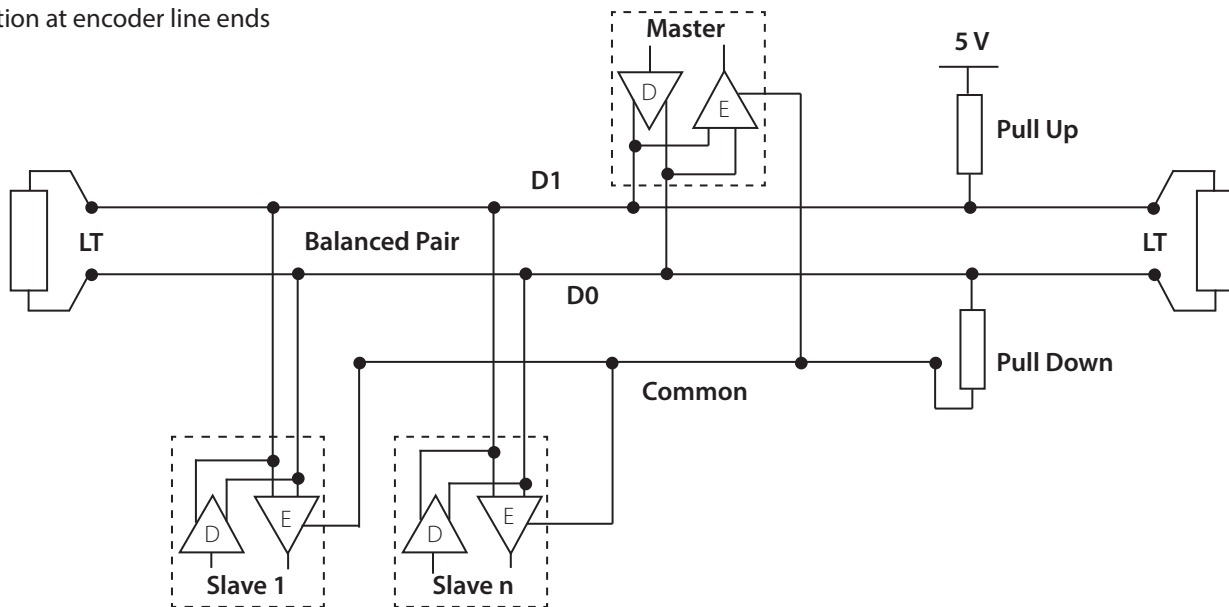 tion at encoder line ends
Master
5 V
D
E
Pull Up
D1
LT
Balanced Pair
LT
D0
Pull Down
Common
D
E
D
E
Slave 1
Slave n